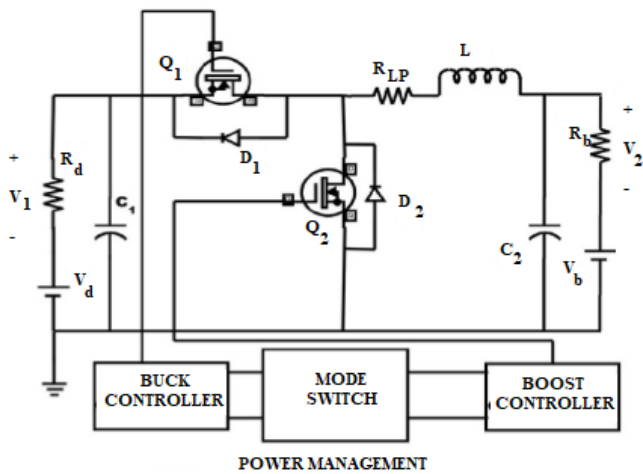 Q1
RLP
L
D1
+
V1
-
Rd
C1
Q2
D2
C2
Rb
+
V2
-
Vd
Vb
BUCK
CONTROLLER
MODE
SWITCH
BOOST
CONTROLLER
POWER MANAGEMENT